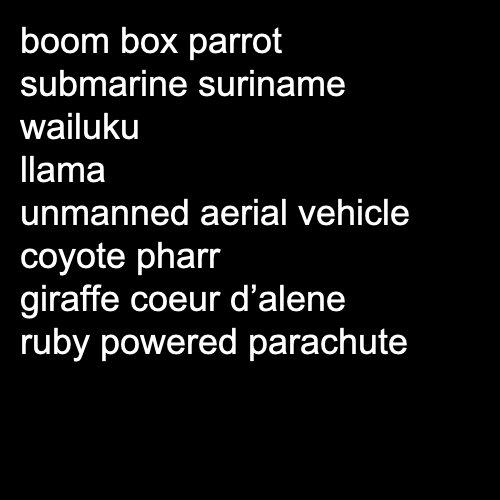 boom box parrot
submarine suriname
wailuku
llama
unmanned aerial vehicle
coyote pharr
giraffe coeur d’alene
ruby powered parachute